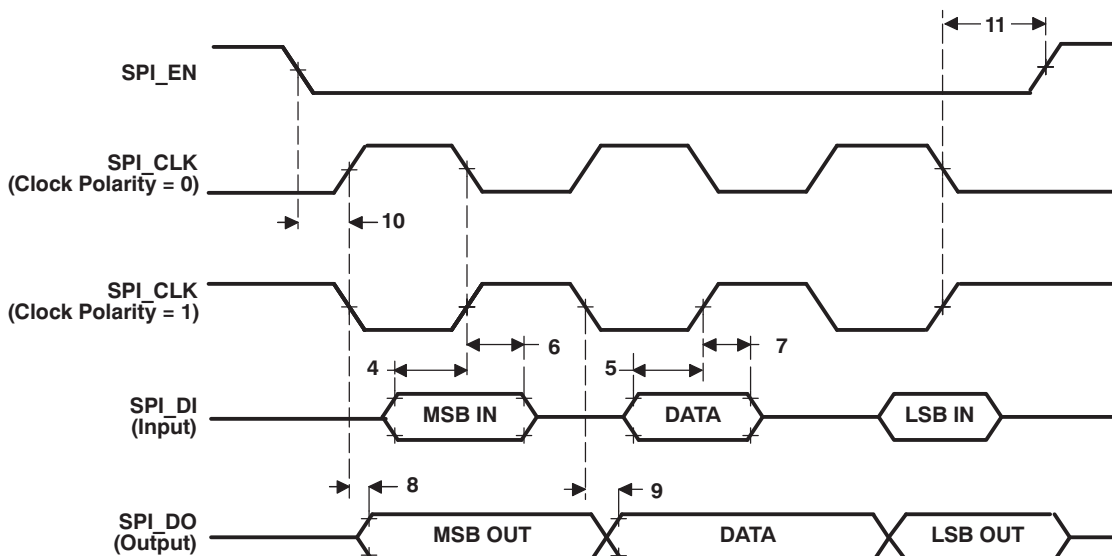 11
SPI_EN
SPI_CLK
(Clock Polarity = 0)
10
SPI_CLK
(Clock Polarity = 1)
4
6
5
7
SPI_DI
(Input)
MSB IN
DATA
LSB IN
8
9
SPI_DO
(Output)
MSB OUT
DATA
LSB OUT